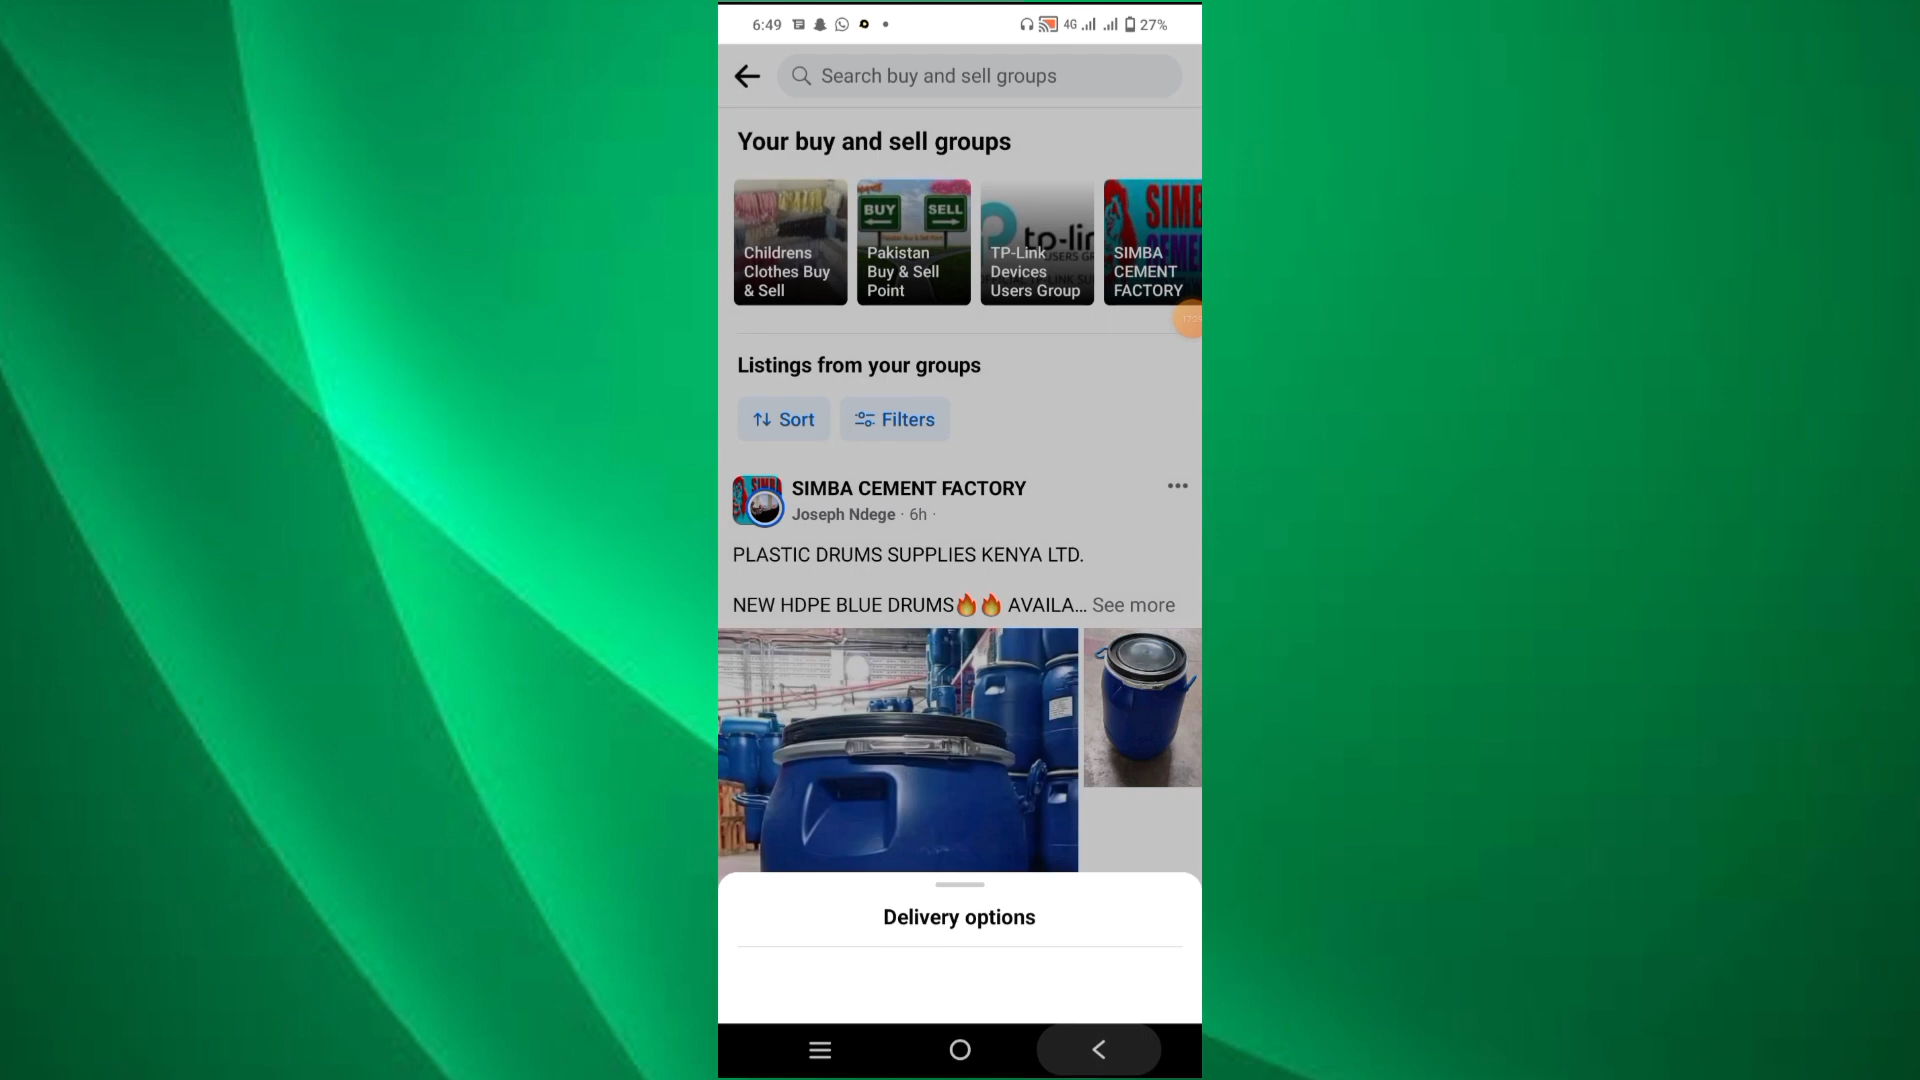 6:49
4G
27%
Search buy and sell groups
Your buy and sell groups
Childrens
Clothes Buy
& Sell
BUY
SELL
Pakistan
Buy & Sell
Point
tp-lin
TP-Link
Devices
Users Group
SIMB
SIMBA
CEMENT
FACTORY
Listings from your groups
Sort
Filters
SIMBA CEMENT FACTORY
Joseph Ndege · 6h ·
PLASTIC DRUMS SUPPLIES KENYA LTD.
NEW HDPE BLUE DRUMS🔥🔥 AVAILA... See more
Delivery options